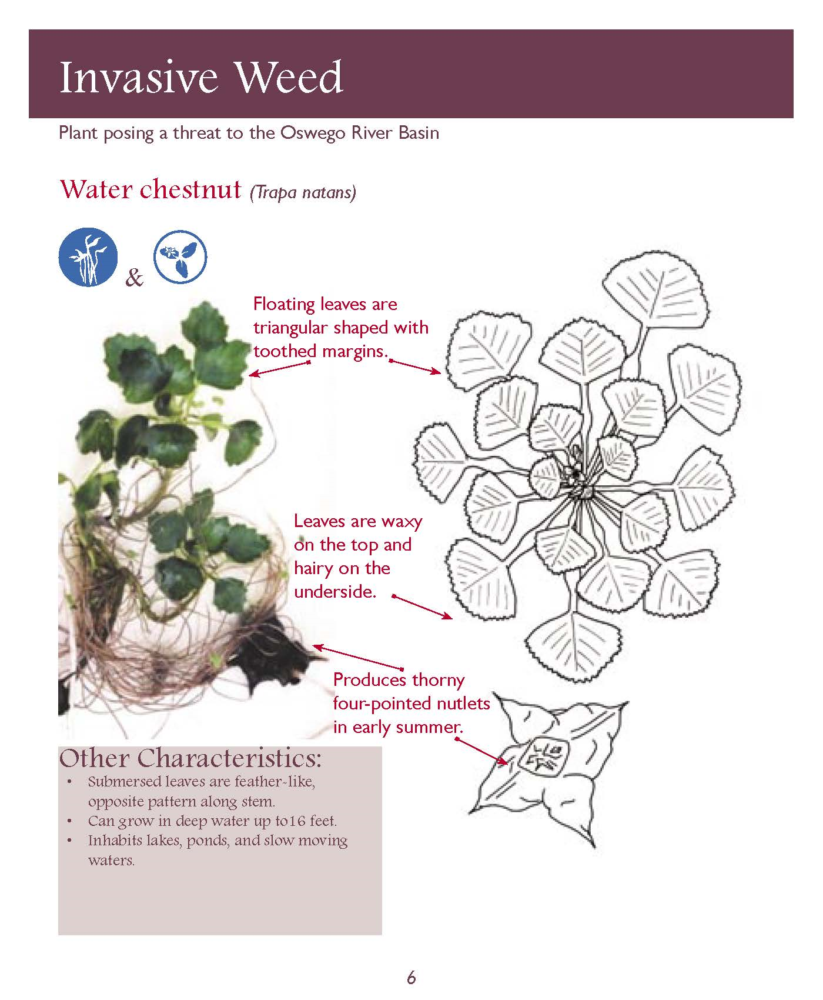 Invasive Weed
Plant posing a threat to the Oswego River Basin
Water chestnut (Trapa natans)
&
Floating leaves are
triangular shaped with
toothed margins.
Leaves are waxy
on the top and
hairy on the
underside.
Produces thorny
four-pointed nutlets
in early summer.
Other Characteristics:
• Submersed leaves are feather-like,
opposite pattern along stem.
• Can grow in deep water up to16 feet.
• Inhabits lakes, ponds, and slow moving
waters.
6